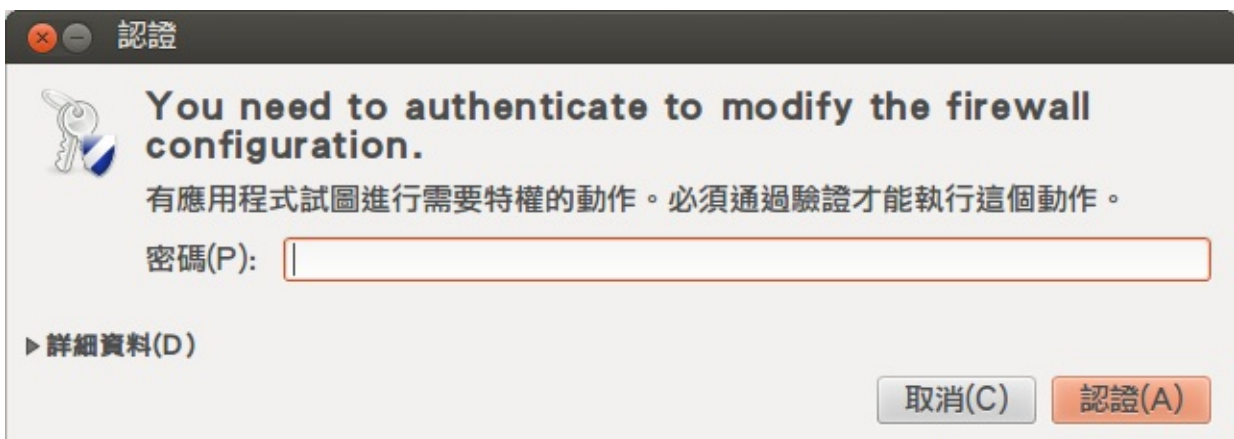 認證
You need to authenticate to modify the firewall
configuration.
有應用程式試圖進行需要特權的動作。必須通過驗證才能執行這個動作。
密碼(P):
詳細資料(D)
取消(C) 認證(A)